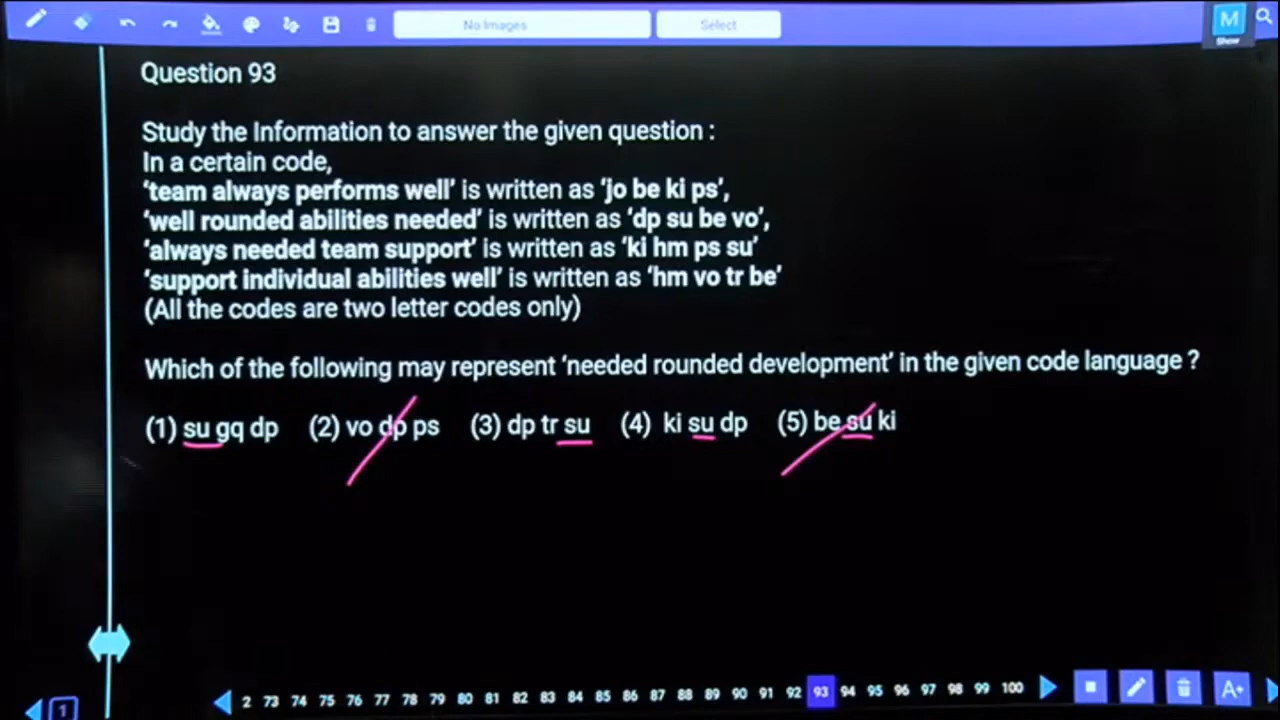 No Images
Select
M
Show
Question 93
Study the Information to answer the given question :
In a certain code,
‘team always performs well’ is written as ‘jo be ki ps’,
‘well rounded abilities needed’ is written as ‘dp su be vo’,
‘always needed team support’ is written as ‘ki hm ps su’
‘support individual abilities well’ is written as ‘hm vo tr be’
(All the codes are two letter codes only)
Which of the following may represent ‘needed rounded development’ in the given code language ?
(1) su gq dp (2) vo dp ps (3) dp tr su (4) ki su dp (5) be su ki
1 2 73 74 75 76 77 78 79 80 81 82 83 84 85 86 87 88 89 90 91 92 93 94 95 96 97 98 99 100 A+